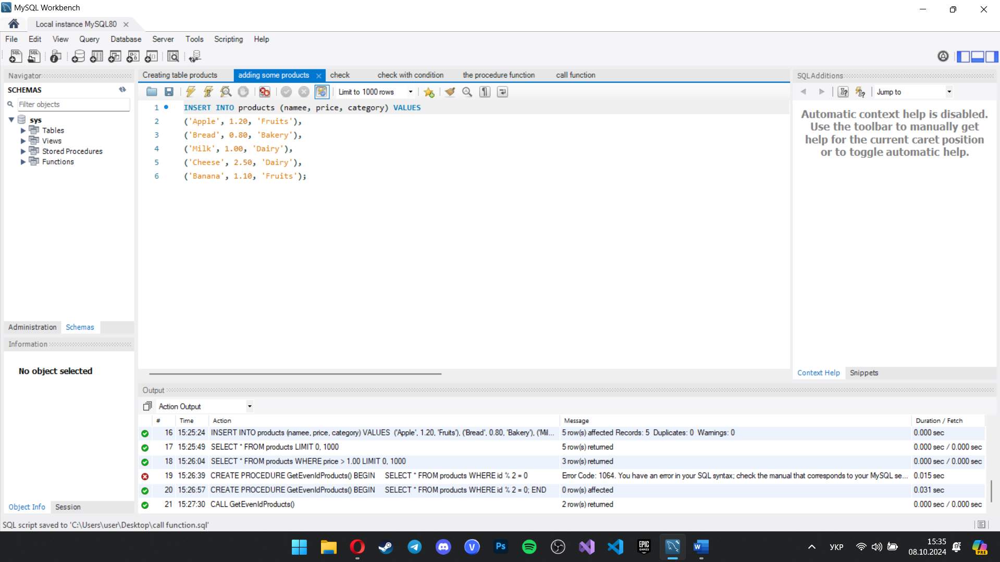 MySQL Workbench
Local instance MySQL80
File Edit View Query Database Server Tools Scripting Help
Navigator
SCHEMAS
Filter objects
sys
Tables
Views
Stored Procedures
Functions
Administration Schemas
Information
No object selected
Object Info Session
Creating table products adding some products check check with condition the procedure function call function
Limit to 1000 rows
1 INSERT INTO products (namee, price, category) VALUES
2 ('Apple', 1.20, 'Fruits'),
3 ('Bread', 0.80, 'Bakery'),
4 ('Milk', 1.00, 'Dairy'),
5 ('Cheese', 2.50, 'Dairy'),
6 ('Banana', 1.10, 'Fruits');
SQLAdditions
Jump to
Automatic context help is disabled.
Use the toolbar to manually get
help for the current caret position
or to toggle automatic help.
Context Help Snippets
Output
Action Output
# Time Action Message Duration / Fetch
16 15:25:24 INSERT INTO products (namee, price, category) VALUES ('Apple', 1.20, 'Fruits'), ('Bread', 0.80, 'Bakery'), ('Mil... 5 row(s) affected Records: 5 Duplicates: 0 Warnings: 0 0.000 sec
17 15:25:49 SELECT * FROM products LIMIT 0, 1000 5 row(s) returned 0.000 sec / 0.000 sec
18 15:26:04 SELECT * FROM products WHERE price > 1.00 LIMIT 0, 1000 3 row(s) returned 0.000 sec / 0.000 sec
19 15:26:39 CREATE PROCEDURE GetEvenIdProducts() BEGIN SELECT * FROM products WHERE id % 2 = 0 Error Code: 1064. You have an error in your SQL syntax; check the manual that corresponds to your MySQL se... 0.015 sec
20 15:26:57 CREATE PROCEDURE GetEvenIdProducts() BEGIN SELECT * FROM products WHERE id % 2 = 0; END 0 row(s) affected 0.031 sec
21 15:27:30 CALL GetEvenIdProducts() 2 row(s) returned 0.000 sec / 0.000 sec
SQL script saved to 'C:\Users\user\Desktop\call function.sql'
Ps
EPIC GAMES
УКР
15:35
08.10.2024
PRE